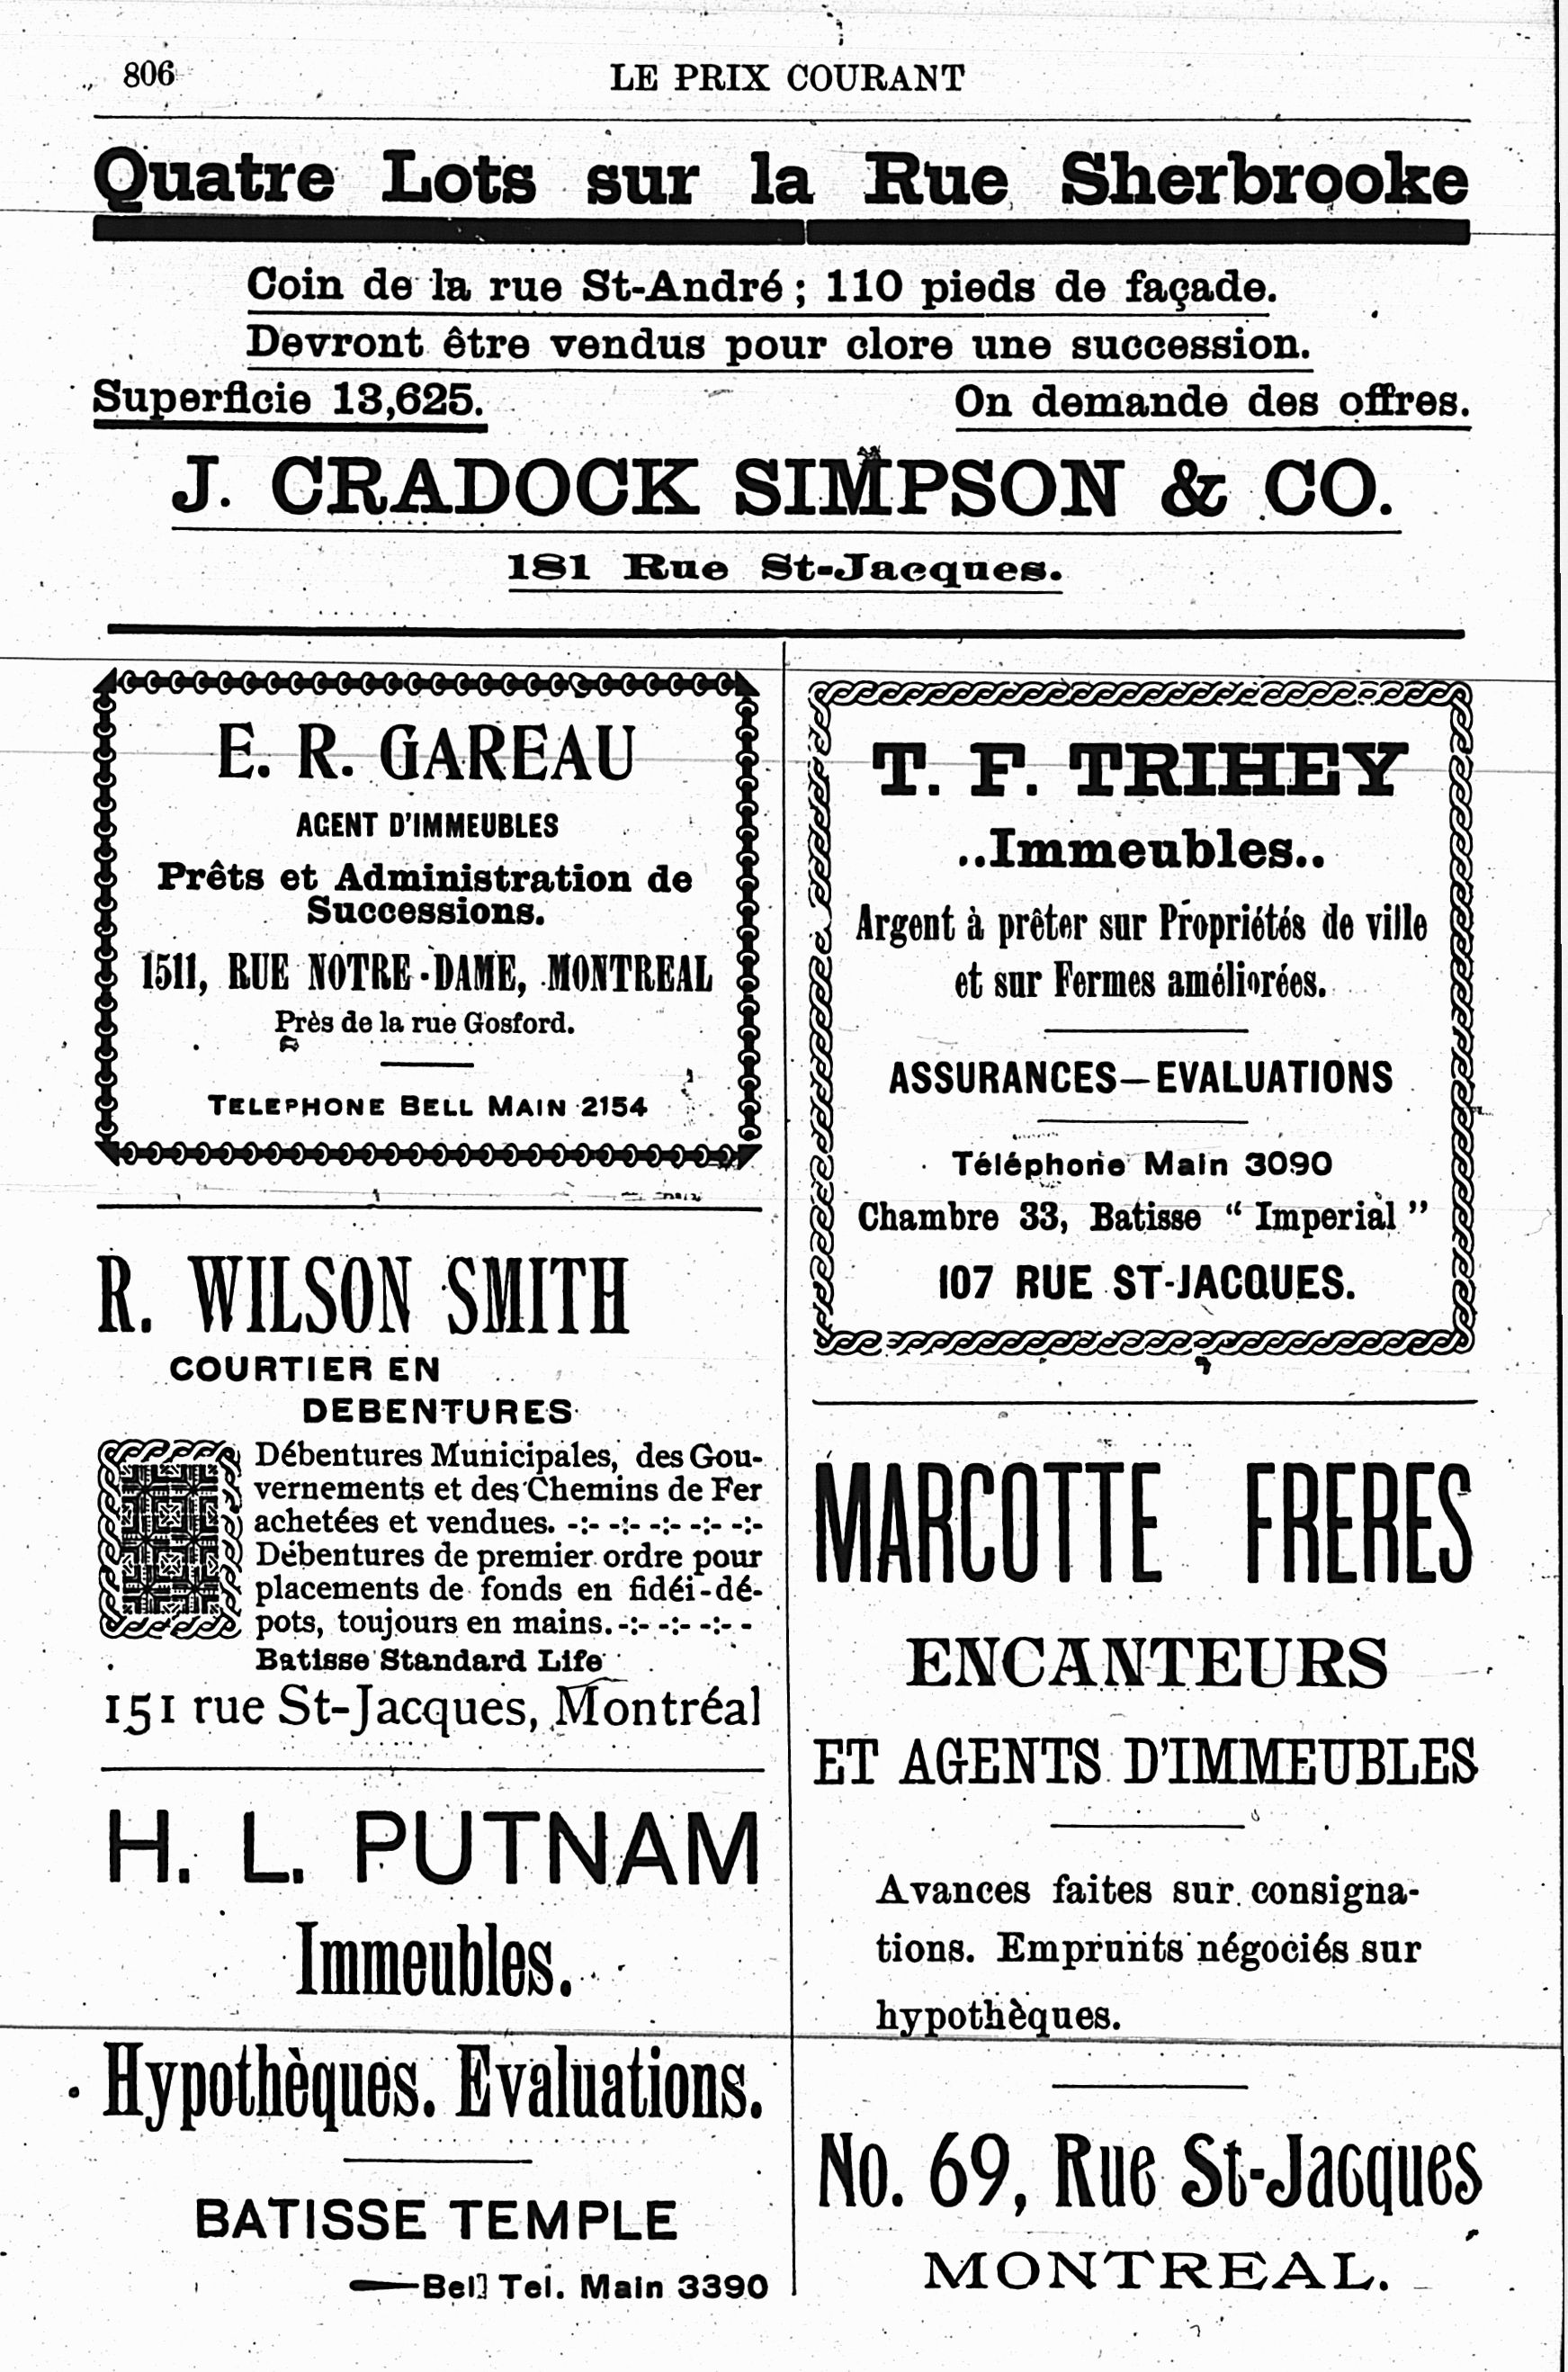 806
LE PRIX COURANT
Quatre Lots sur la Rue Sherbrooke
Coin de la rue St-André ; 110 pieds de façade.
Devront être vendus pour clore une succession.
Superficie 13,625.
On demande des offres.
J. CRADOCK SIMPSON & CO.
181 Rue St-Jacques.
E. R. GAREAU
AGENT D'IMMEUBLES
Prêts et Administration de
Successions.
1511, RUE NOTRE-DAME, MONTREAL
Près de la rue Gosford.
TELEPHONE BELL MAIN 2154
R. WILSON SMITH
COURTIER EN
DEBENTURES
Débentures Municipales, des Gou-
vernements et des Chemins de Fer
achetées et vendues. -:- -:- -:- -:- -:-
Débentures de premier ordre pour
placements de fonds en fidéi-dé-
pots, toujours en mains. -:- -:- -:- -
Batisse Standard Life
151 rue St-Jacques, Montréal
H. L. PUTNAM
Immeubles.
Hypothèques. Evaluations.
BATISSE TEMPLE
—Bell Tel. Main 3390
T. F. TRIHEY
..Immeubles..
Argent à prêter sur Propriétés de ville
et sur Fermes améliorées.
ASSURANCES—EVALUATIONS
Téléphone Main 3090
Chambre 33, Batisse “ Imperial ”
107 RUE ST-JACQUES.
MARCOTTE FRERES
ENCANTEURS
ET AGENTS D'IMMEUBLES
Avances faites sur consigna-
tions. Emprunts négociés sur
hypothèques.
No. 69, Rue St-Jacques
MONTREAL.